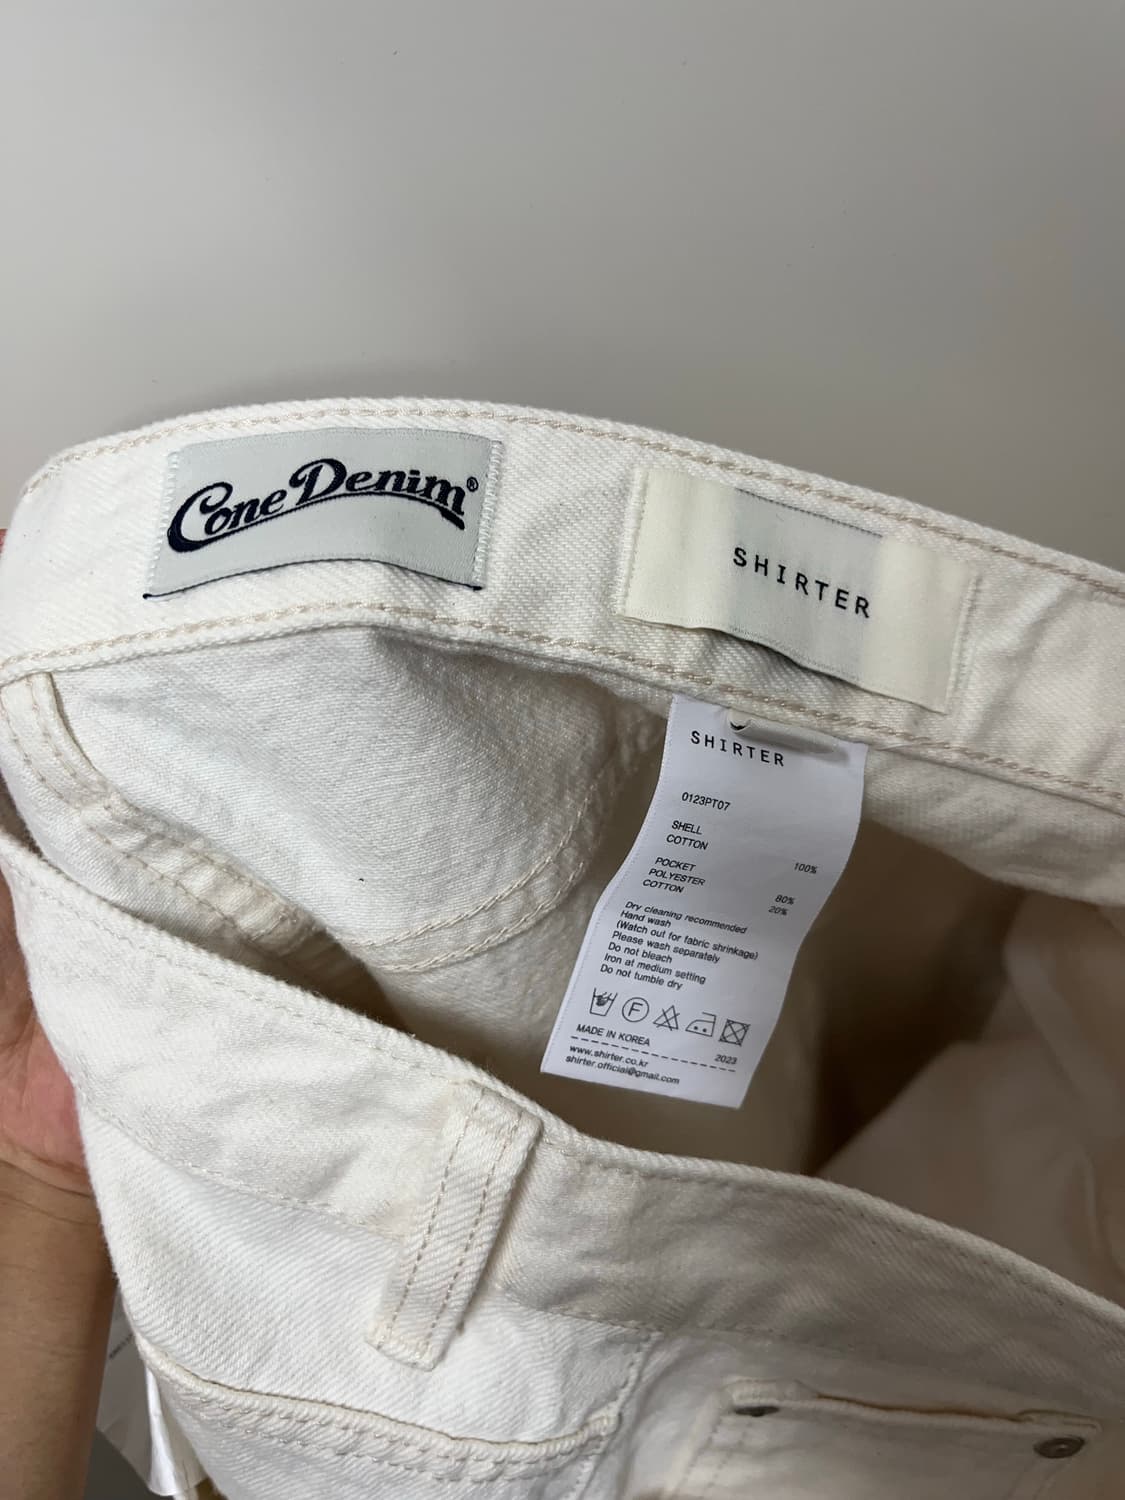 Cone Denim®
SHIRTER
SHIRTER
0123PT07
SHELL
COTTON 100%
POCKET
POLYESTER 80%
COTTON 20%
Dry cleaning recommended
Hand wash
(Watch out for fabric shrinkage)
Please wash separately
Do not bleach
Iron at medium setting
Do not tumble dry
F
MADE IN KOREA 2023
www.shirter.co.kr
shirter.official@gmail.com